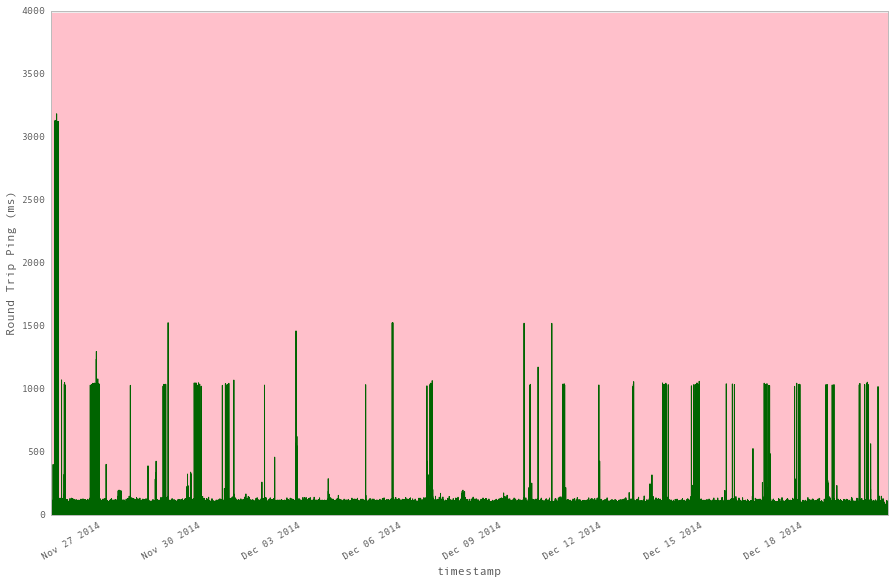 4000
3500
3000
2500
2000
1500
1000
500
0
Round Trip Ping (ms)
Nov 27 2014
Nov 30 2014
Dec 03 2014
Dec 06 2014
Dec 09 2014
Dec 12 2014
Dec 15 2014
Dec 18 2014
timestamp